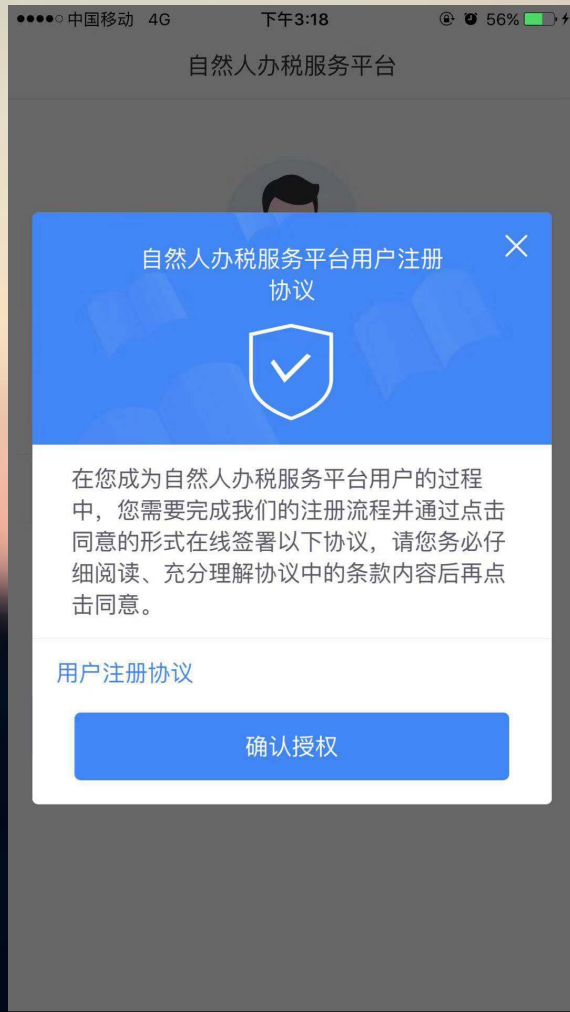 中国移动 4G 下午3:18 56%
自然人办税服务平台
自然人办税服务平台用户注册
协议
在您成为自然人办税服务平台用户的过程
中，您需要完成我们的注册流程并通过点击
同意的形式在线签署以下协议，请您务必仔
细阅读、充分理解协议中的条款内容后再点
击同意。
用户注册协议
确认授权